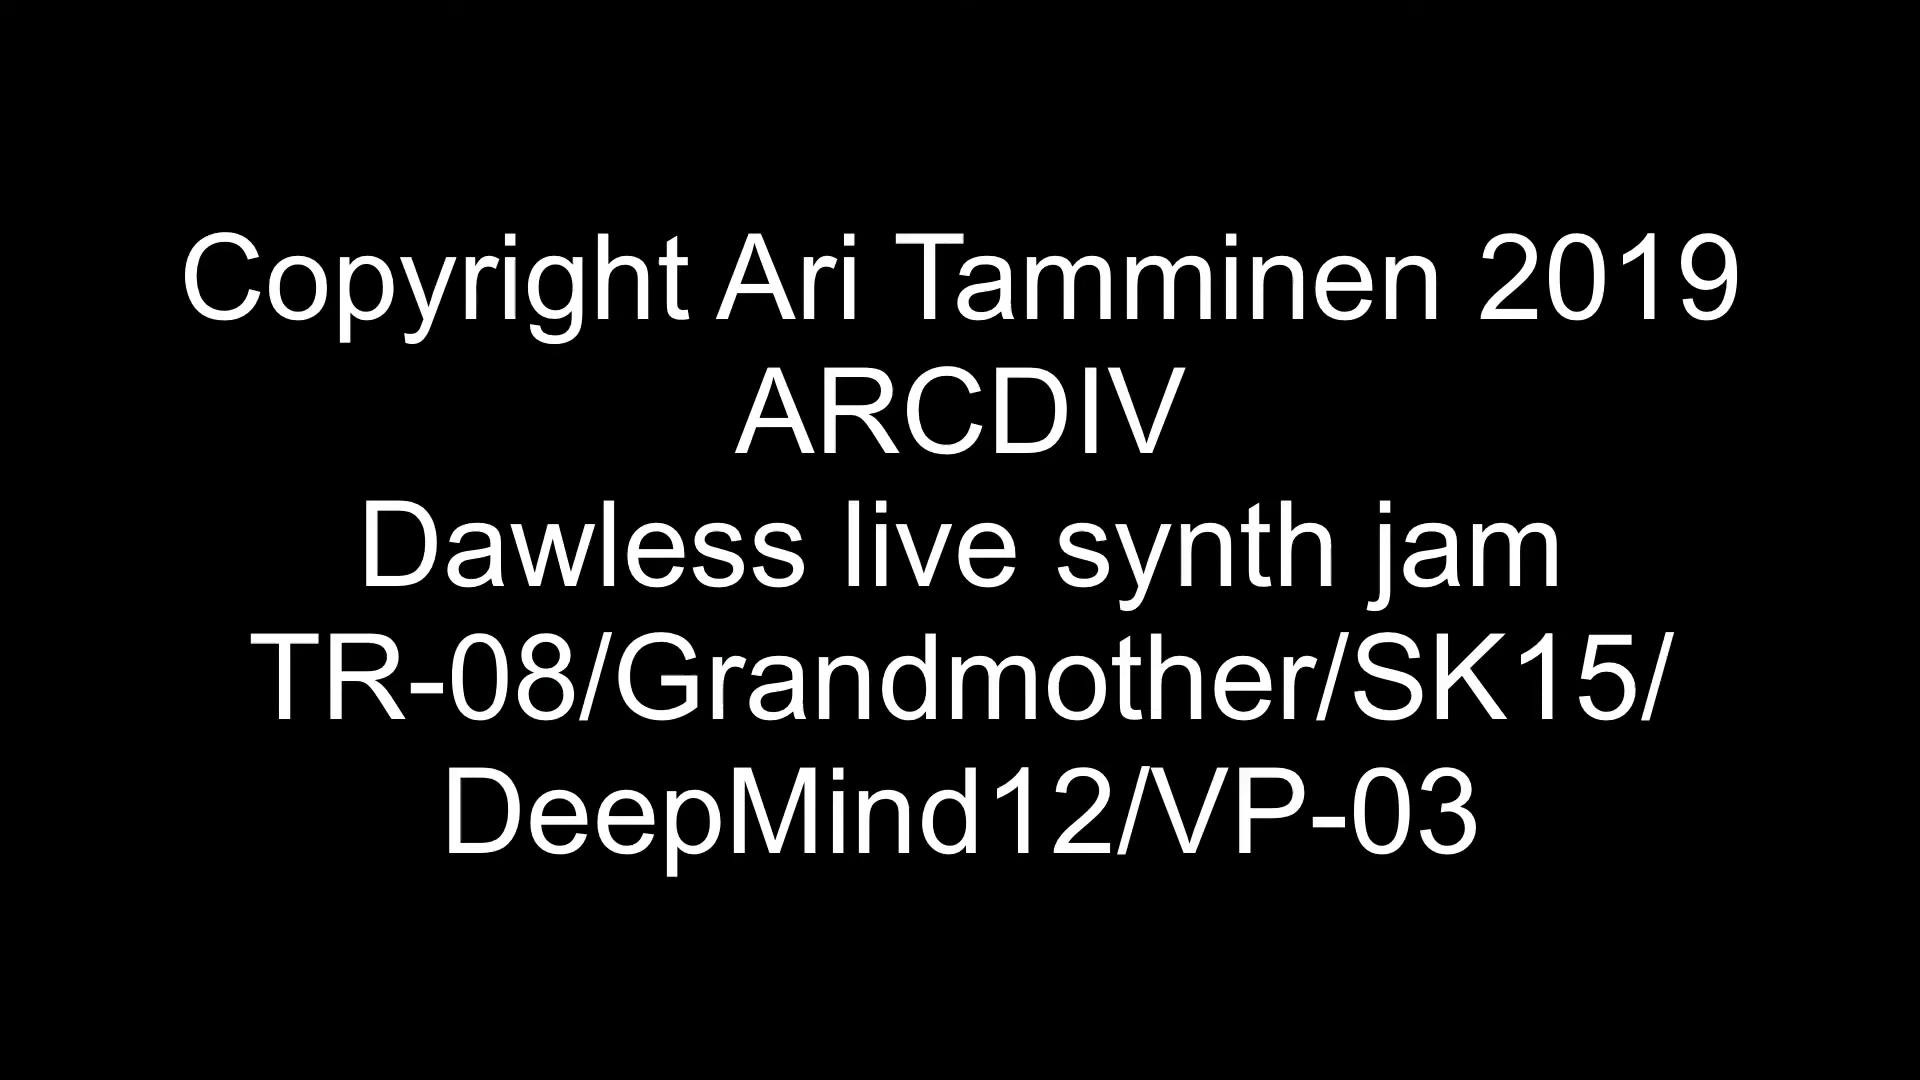 Copyright Ari Tamminen 2019
ARCDIV
Dawless live synth jam
TR-08/Grandmother/SK15/
DeepMind12/VP-03